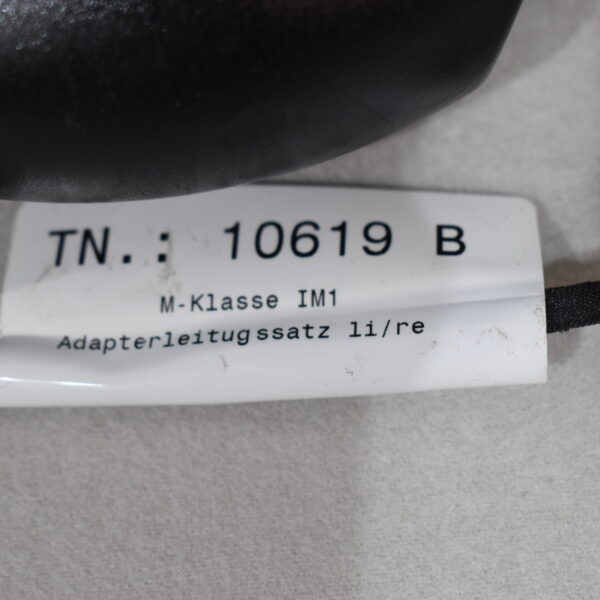 TN.: 10619 B
M-Klasse IM1
Adapterleitugssatz li/re